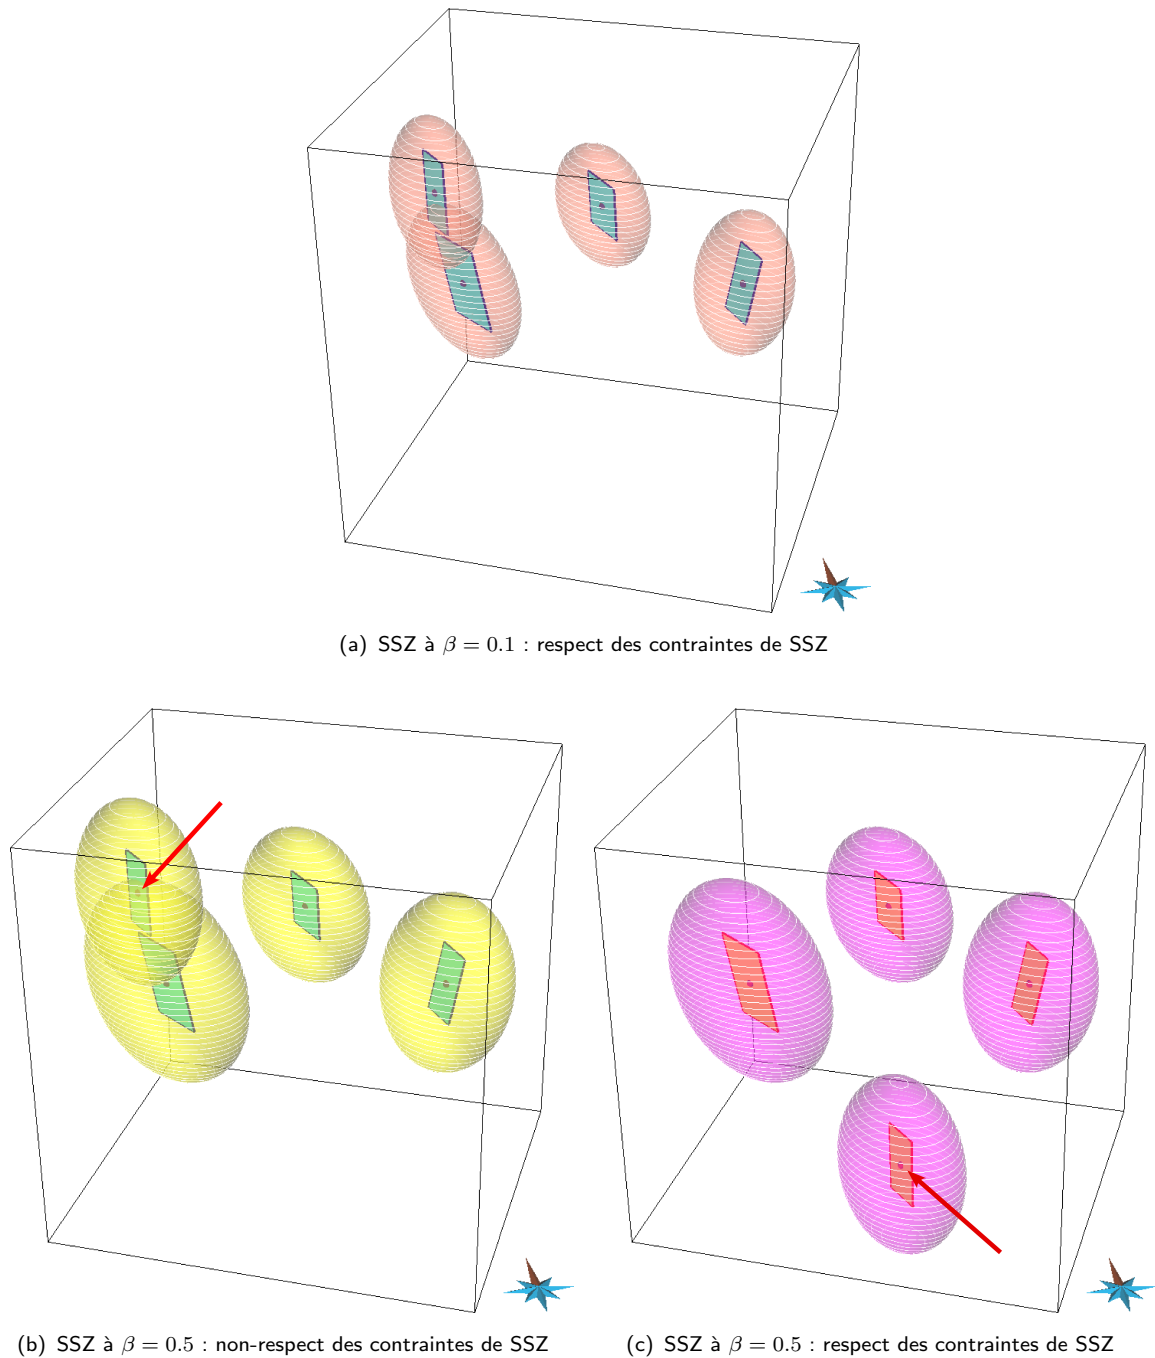 (a) SSZ à β = 0.1 : respect des contraintes de SSZ
(b) SSZ à β = 0.5 : non-respect des contraintes de SSZ
(c) SSZ à β = 0.5 : respect des contraintes de SSZ